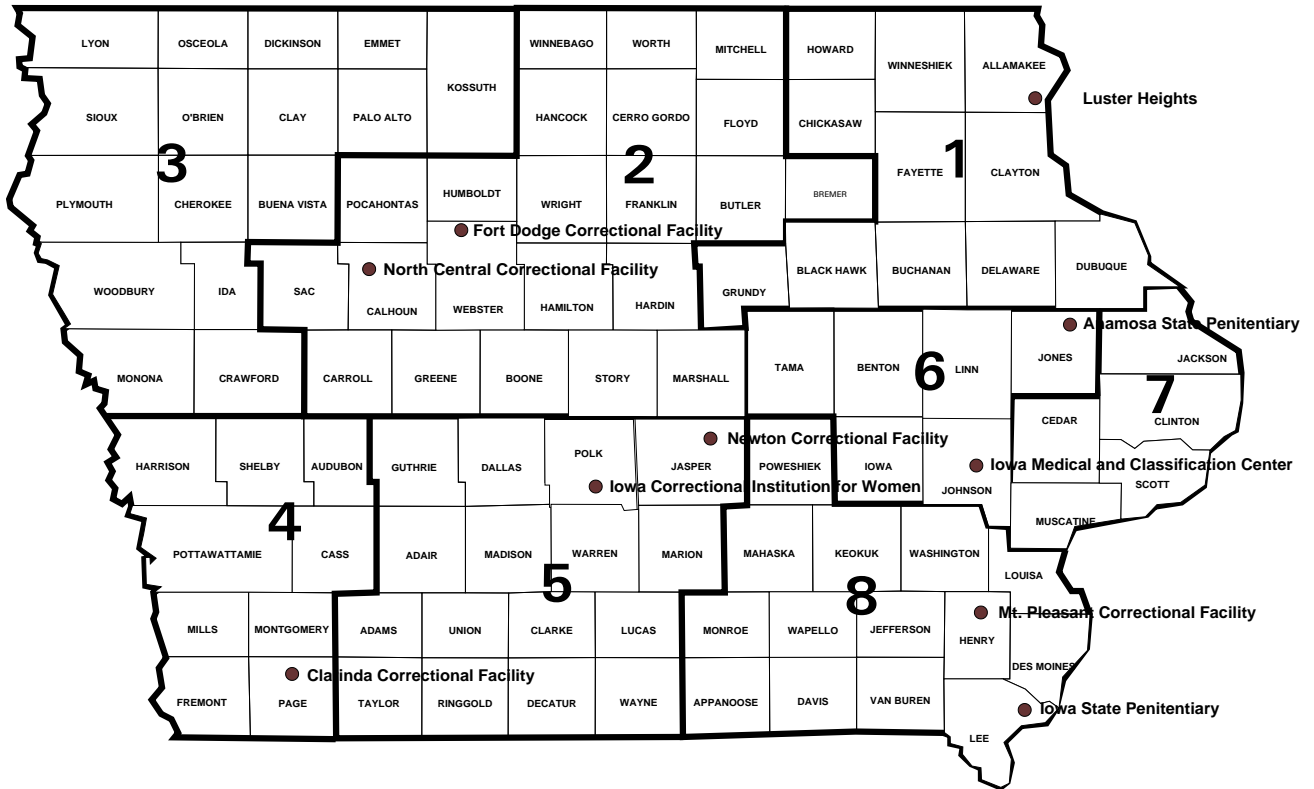 LYON
OSCEOLA
DICKINSON
EMMET
KOSSUTH
WINNEBAGO
WORTH
MITCHELL
HOWARD
WINNESHIEK
ALLAMAKEE
Luster Heights
SIOUX
O'BRIEN
CLAY
PALO ALTO
HANCOCK
CERRO GORDO
FLOYD
CHICKASAW
3
2
1
FAYETTE
CLAYTON
PLYMOUTH
CHEROKEE
BUENA VISTA
POCAHONTAS
HUMBOLDT
WRIGHT
FRANKLIN
BUTLER
BREMER
Fort Dodge Correctional Facility
North Central Correctional Facility
WOODBURY
IDA
SAC
CALHOUN
WEBSTER
HAMILTON
HARDIN
GRUNDY
BLACK HAWK
BUCHANAN
DELAWARE
DUBUQUE
Anamosa State Penitentiary
MONONA
CRAWFORD
CARROLL
GREENE
BOONE
STORY
MARSHALL
TAMA
BENTON
6
LINN
JONES
JACKSON
7
CLINTON
CEDAR
Newton Correctional Facility
HARRISON
SHELBY
AUDUBON
GUTHRIE
DALLAS
POLK
JASPER
POWESHIEK
IOWA
Iowa Medical and Classification Center
JOHNSON
SCOTT
Iowa Correctional Institution for Women
MUSCATINE
4
POTTAWATTAMIE
CASS
ADAIR
MADISON
WARREN
MARION
MAHASKA
KEOKUK
WASHINGTON
LOUISA
5
8
Mt. Pleasant Correctional Facility
MILLS
MONTGOMERY
ADAMS
UNION
CLARKE
LUCAS
MONROE
WAPELLO
JEFFERSON
HENRY
DES MOINES
Clarinda Correctional Facility
FREMONT
PAGE
TAYLOR
RINGGOLD
DECATUR
WAYNE
APPANOOSE
DAVIS
VAN BUREN
Iowa State Penitentiary
LEE